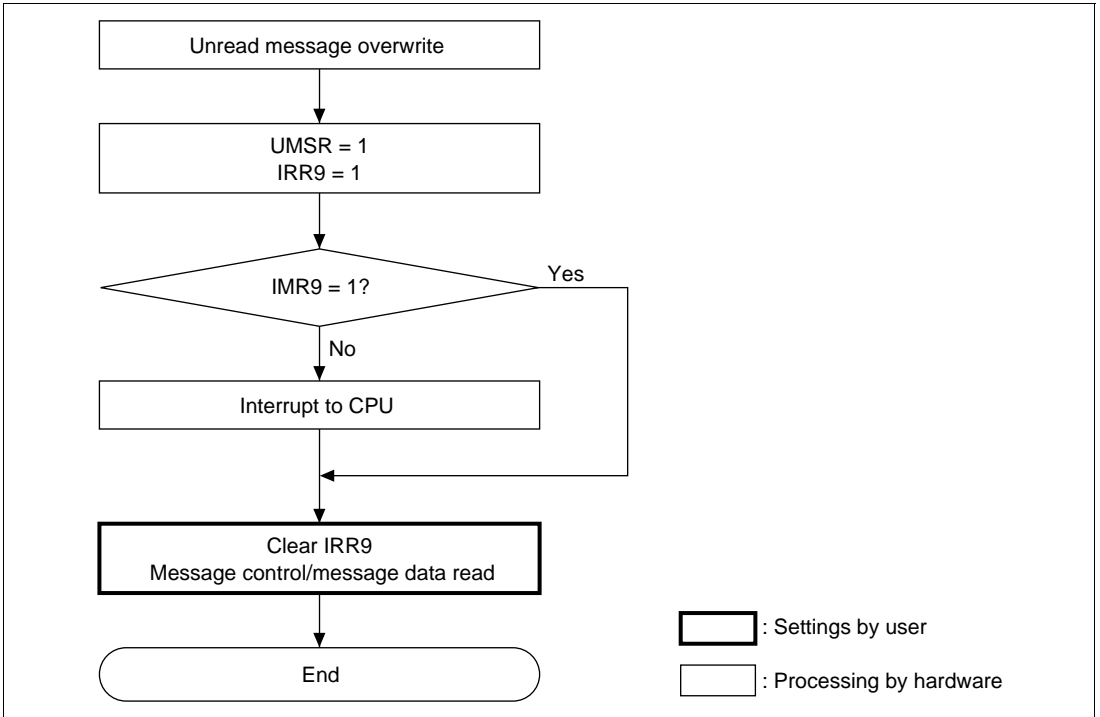 Unread message overwrite
UMSR = 1
IRR9 = 1
IMR9 = 1?
Yes
No
Interrupt to CPU
Clear IRR9
Message control/message data read
: Settings by user
End
: Processing by hardware